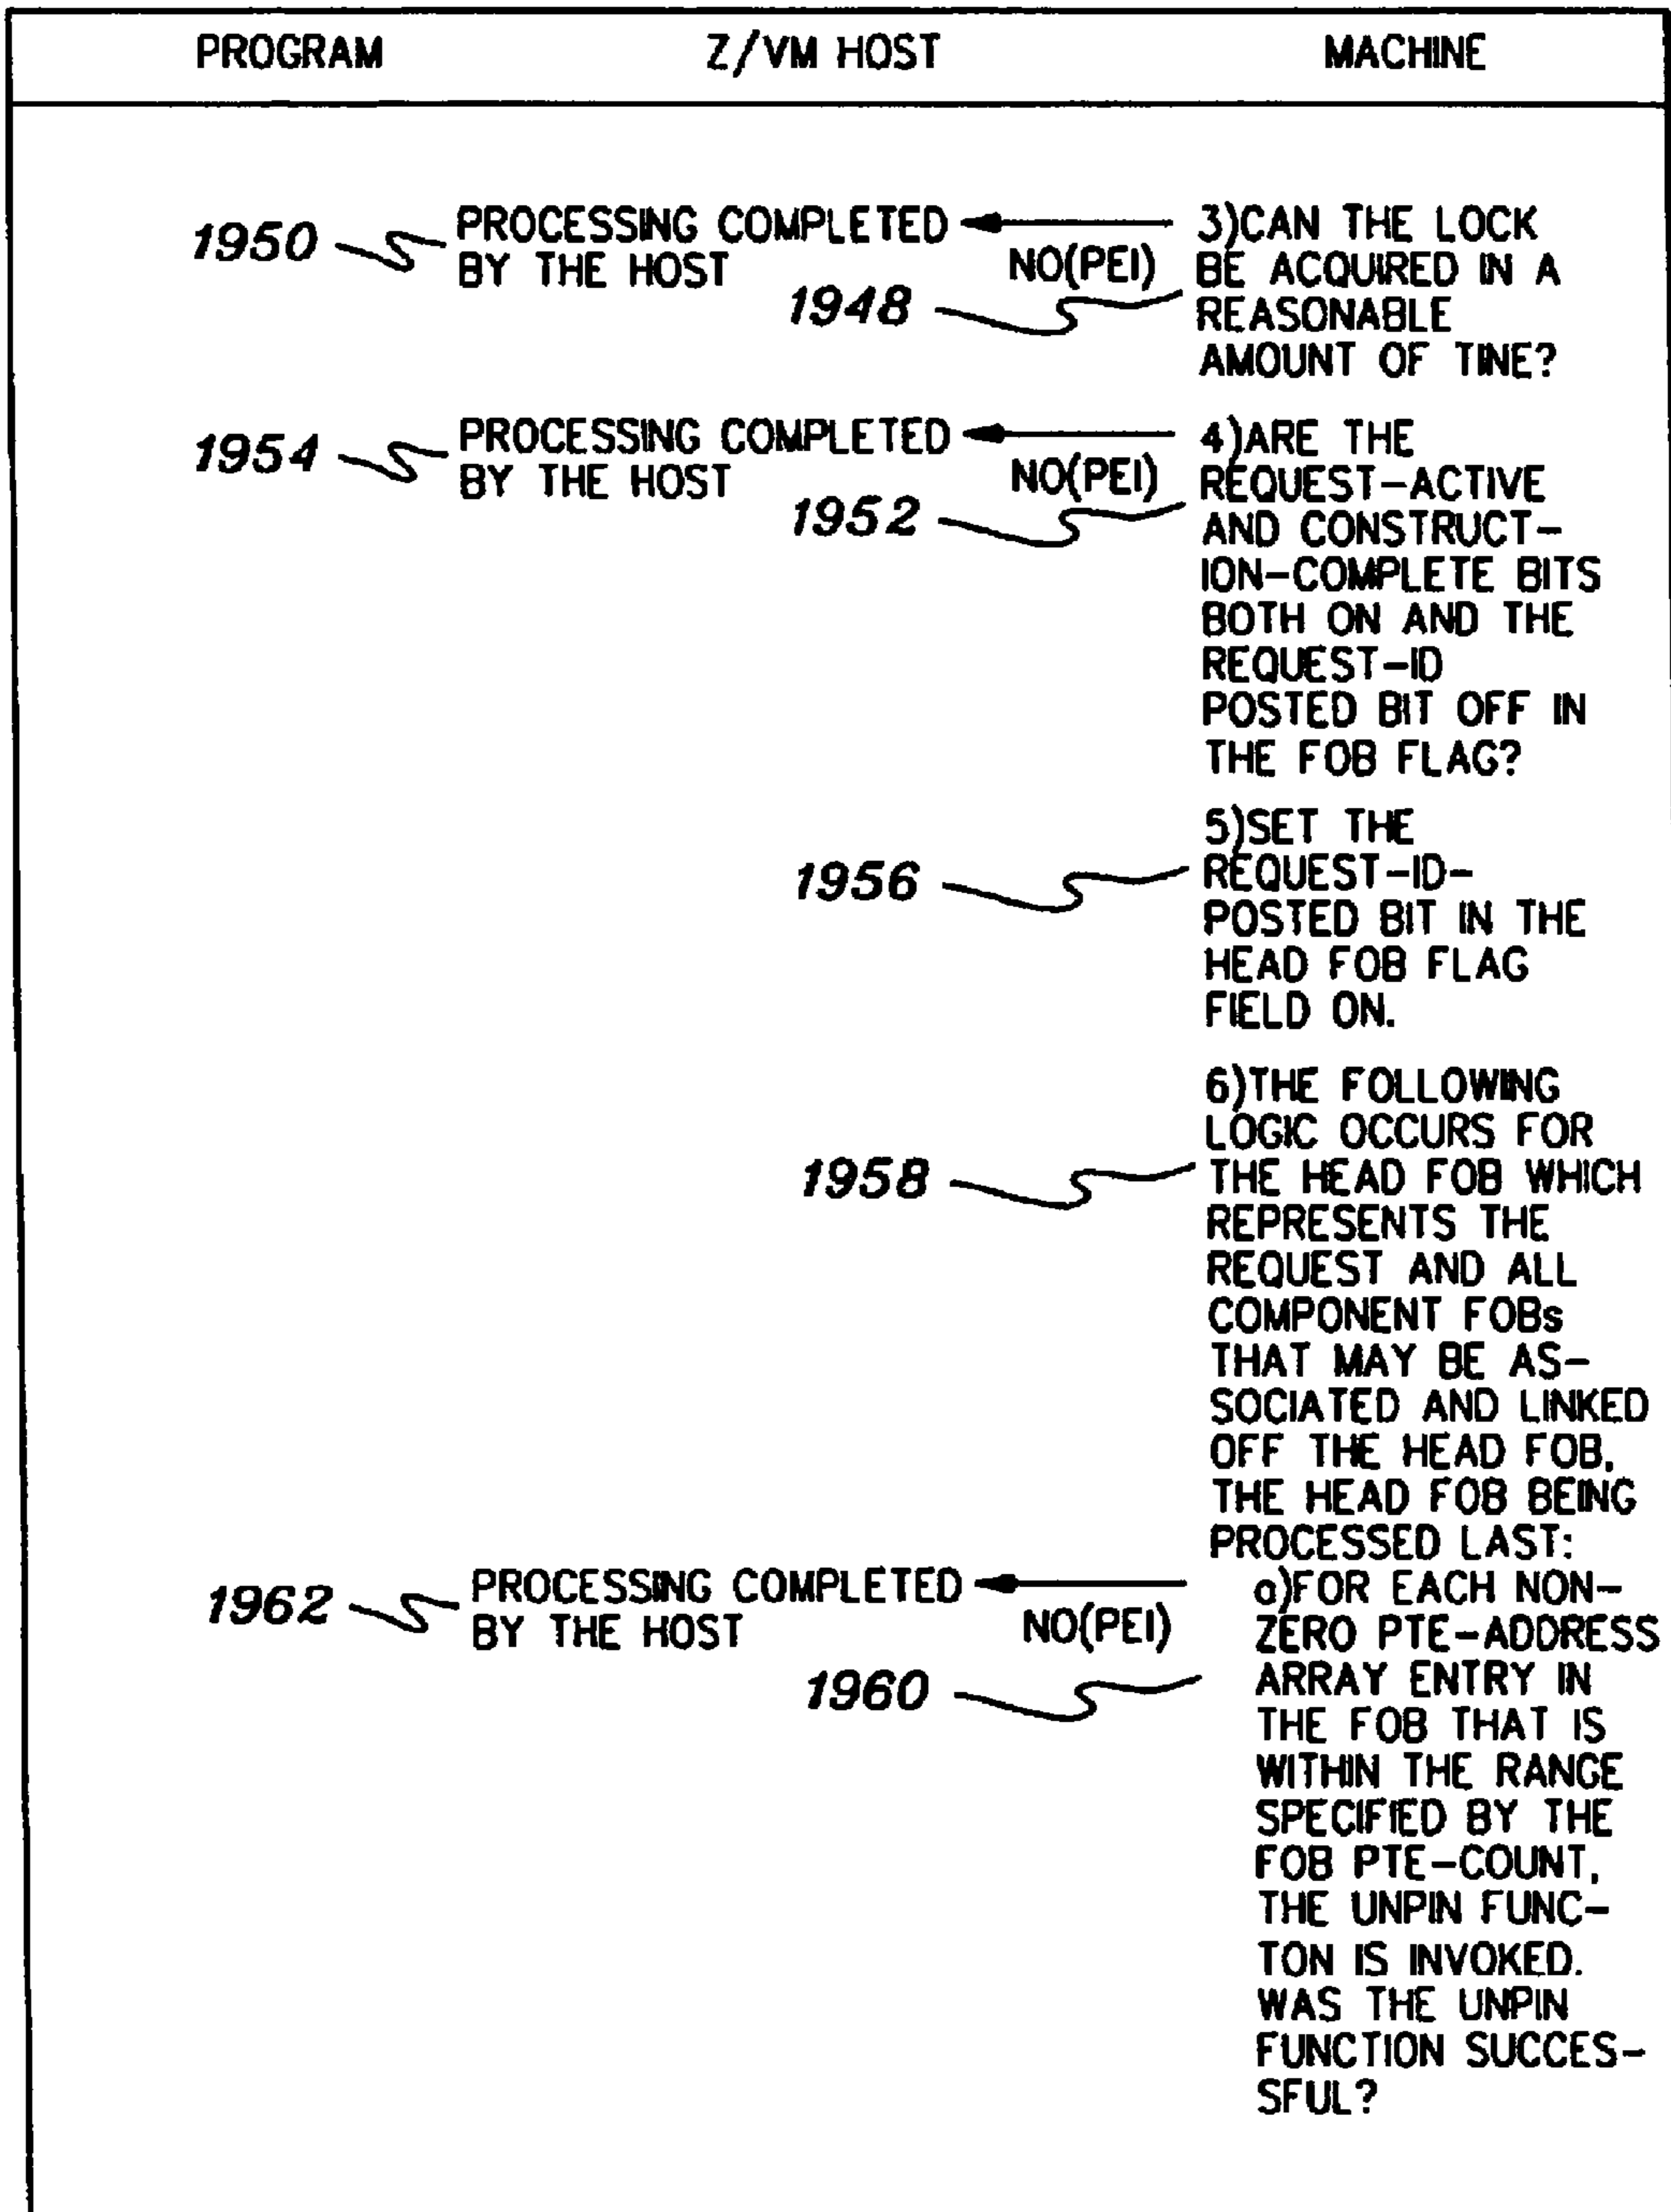 PROGRAM Z/VM HOST MACHINE
1950 PROCESSING COMPLETED
BY THE HOST
NO(PEI)
1948
3)CAN THE LOCK
BE ACQUIRED IN A
REASONABLE
AMOUNT OF TINE?
1954 PROCESSING COMPLETED
BY THE HOST
NO(PEI)
1952
4)ARE THE
REQUEST-ACTIVE
AND CONSTRUCT-
ION-COMPLETE BITS
BOTH ON AND THE
REQUEST-ID
POSTED BIT OFF IN
THE FOB FLAG?
1956
5)SET THE
REQUEST-ID-
POSTED BIT IN THE
HEAD FOB FLAG
FIELD ON.
1958
6)THE FOLLOWING
LOGIC OCCURS FOR
THE HEAD FOB WHICH
REPRESENTS THE
REQUEST AND ALL
COMPONENT FOBs
THAT MAY BE AS-
SOCIATED AND LINKED
OFF THE HEAD FOB,
THE HEAD FOB BEING
PROCESSED LAST:
1962 PROCESSING COMPLETED
BY THE HOST
NO(PEI)
1960
a)FOR EACH NON-
ZERO PTE-ADDRESS
ARRAY ENTRY IN
THE FOB THAT IS
WITHIN THE RANGE
SPECIFIED BY THE
FOB PTE-COUNT,
THE UNPIN FUNC-
TON IS INVOKED.
WAS THE UNPIN
FUNCTION SUCCES-
SFUL?